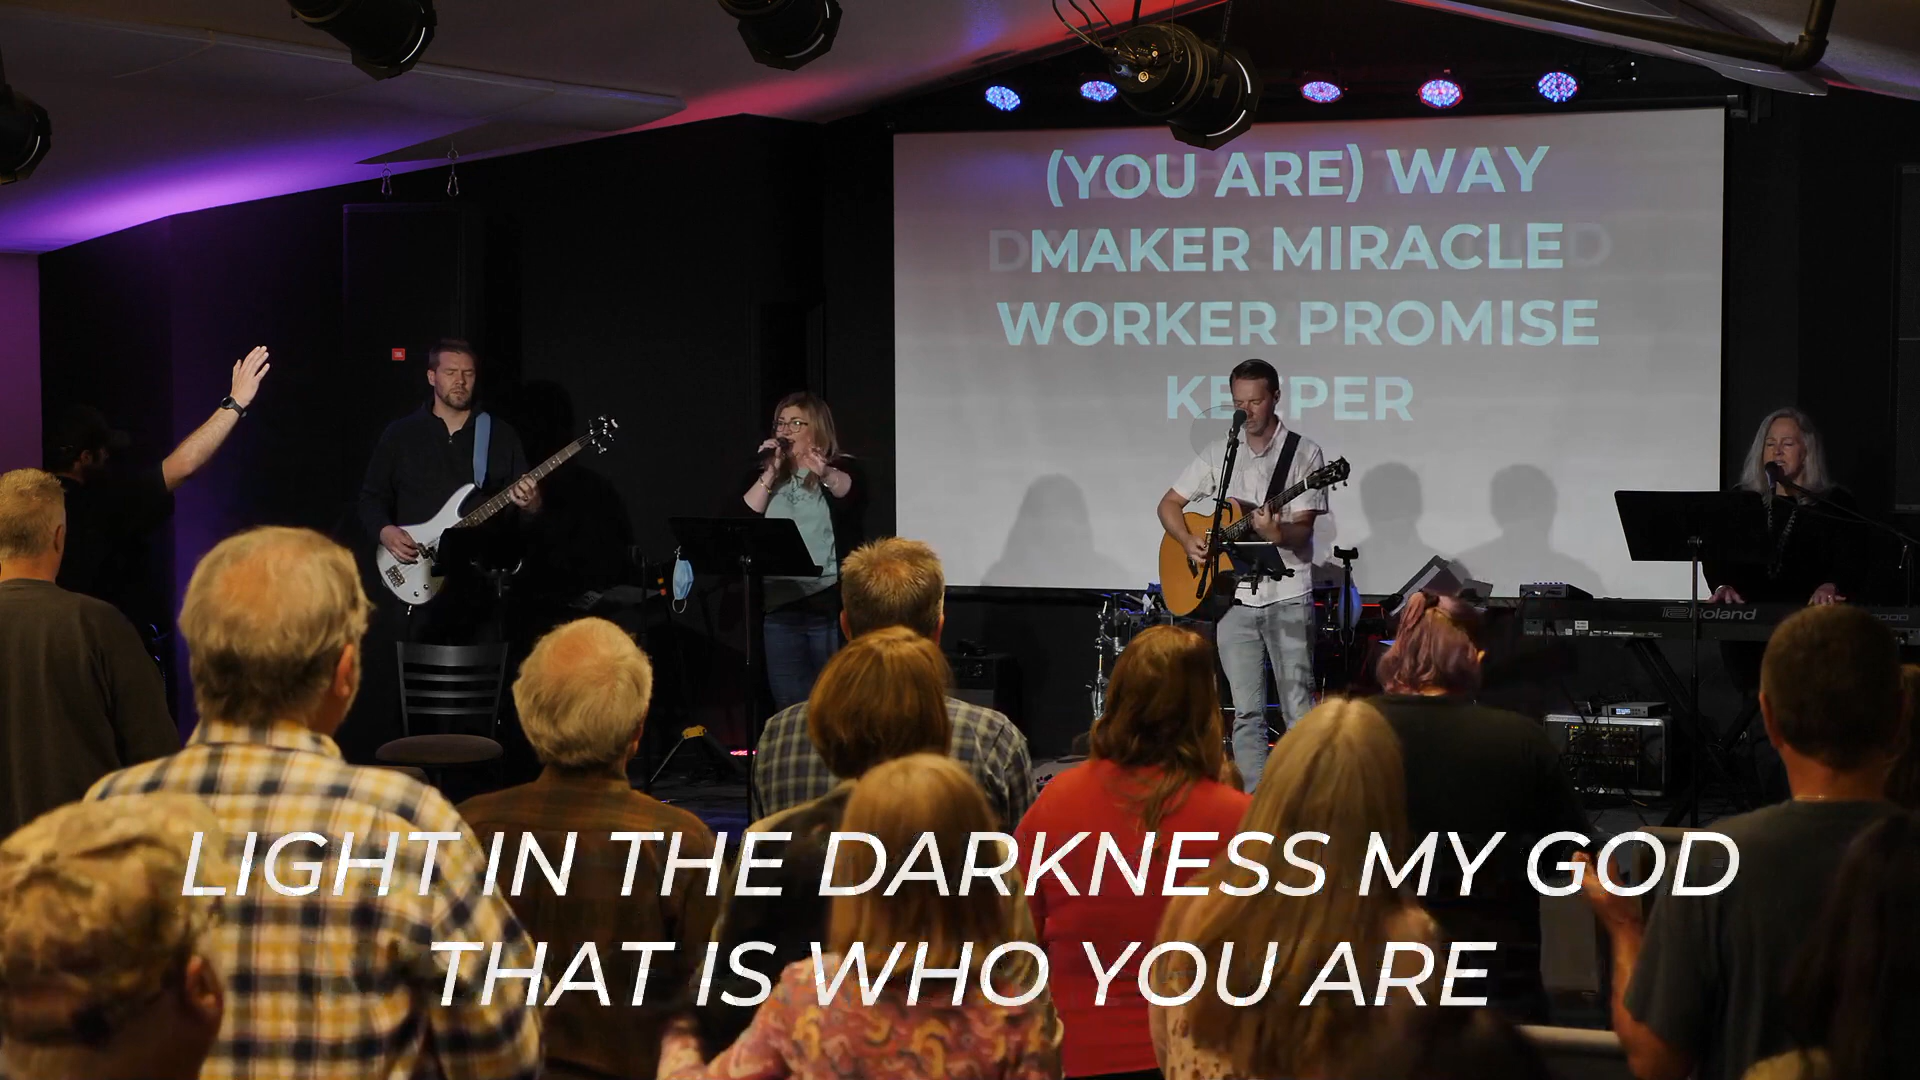 (YOU ARE) WAY
MAKER MIRACLE
WORKER PROMISE
KEEPER
Roland
LIGHT IN THE DARKNESS MY GOD
THAT IS WHO YOU ARE